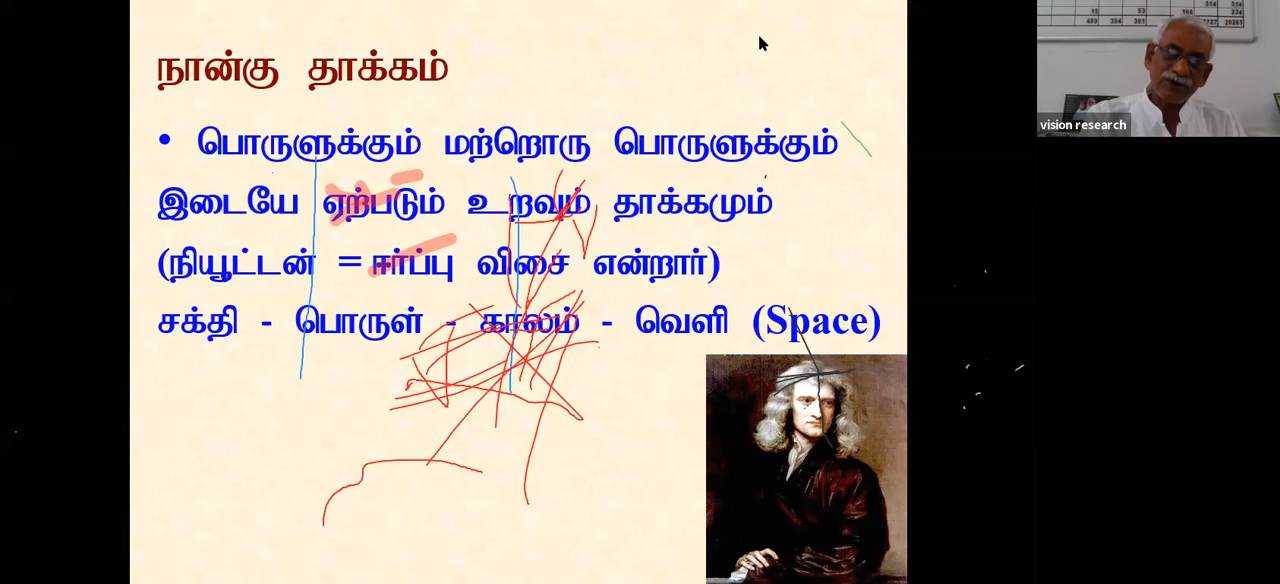 நான்கு தாக்கம்
• பொருளுக்கும் மற்றொரு பொருளுக்கும்
இடையே ஏற்படும் உறவும் தாக்கமும்
(நியூட்டன் = ஈர்ப்பு விசை என்றார்)
சக்தி - பொருள் - காலம் - வெளி (Space)
vision research